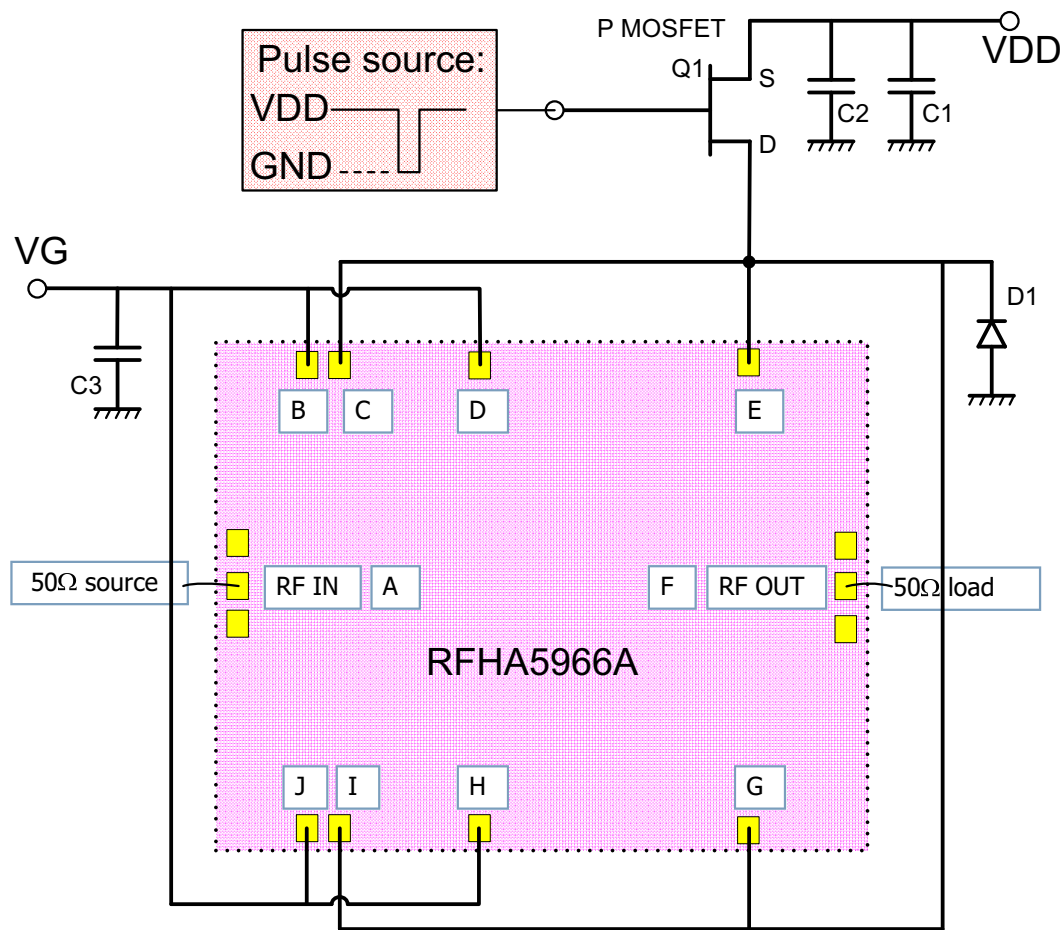 P MOSFET
VDD
Pulse source:
VDD
GND
Q1
S
D
C2
C1
VG
C3
D1
B
C
D
E
50Ω source
RF IN
A
F
RF OUT
50Ω load
RFHA5966A
J
I
H
G